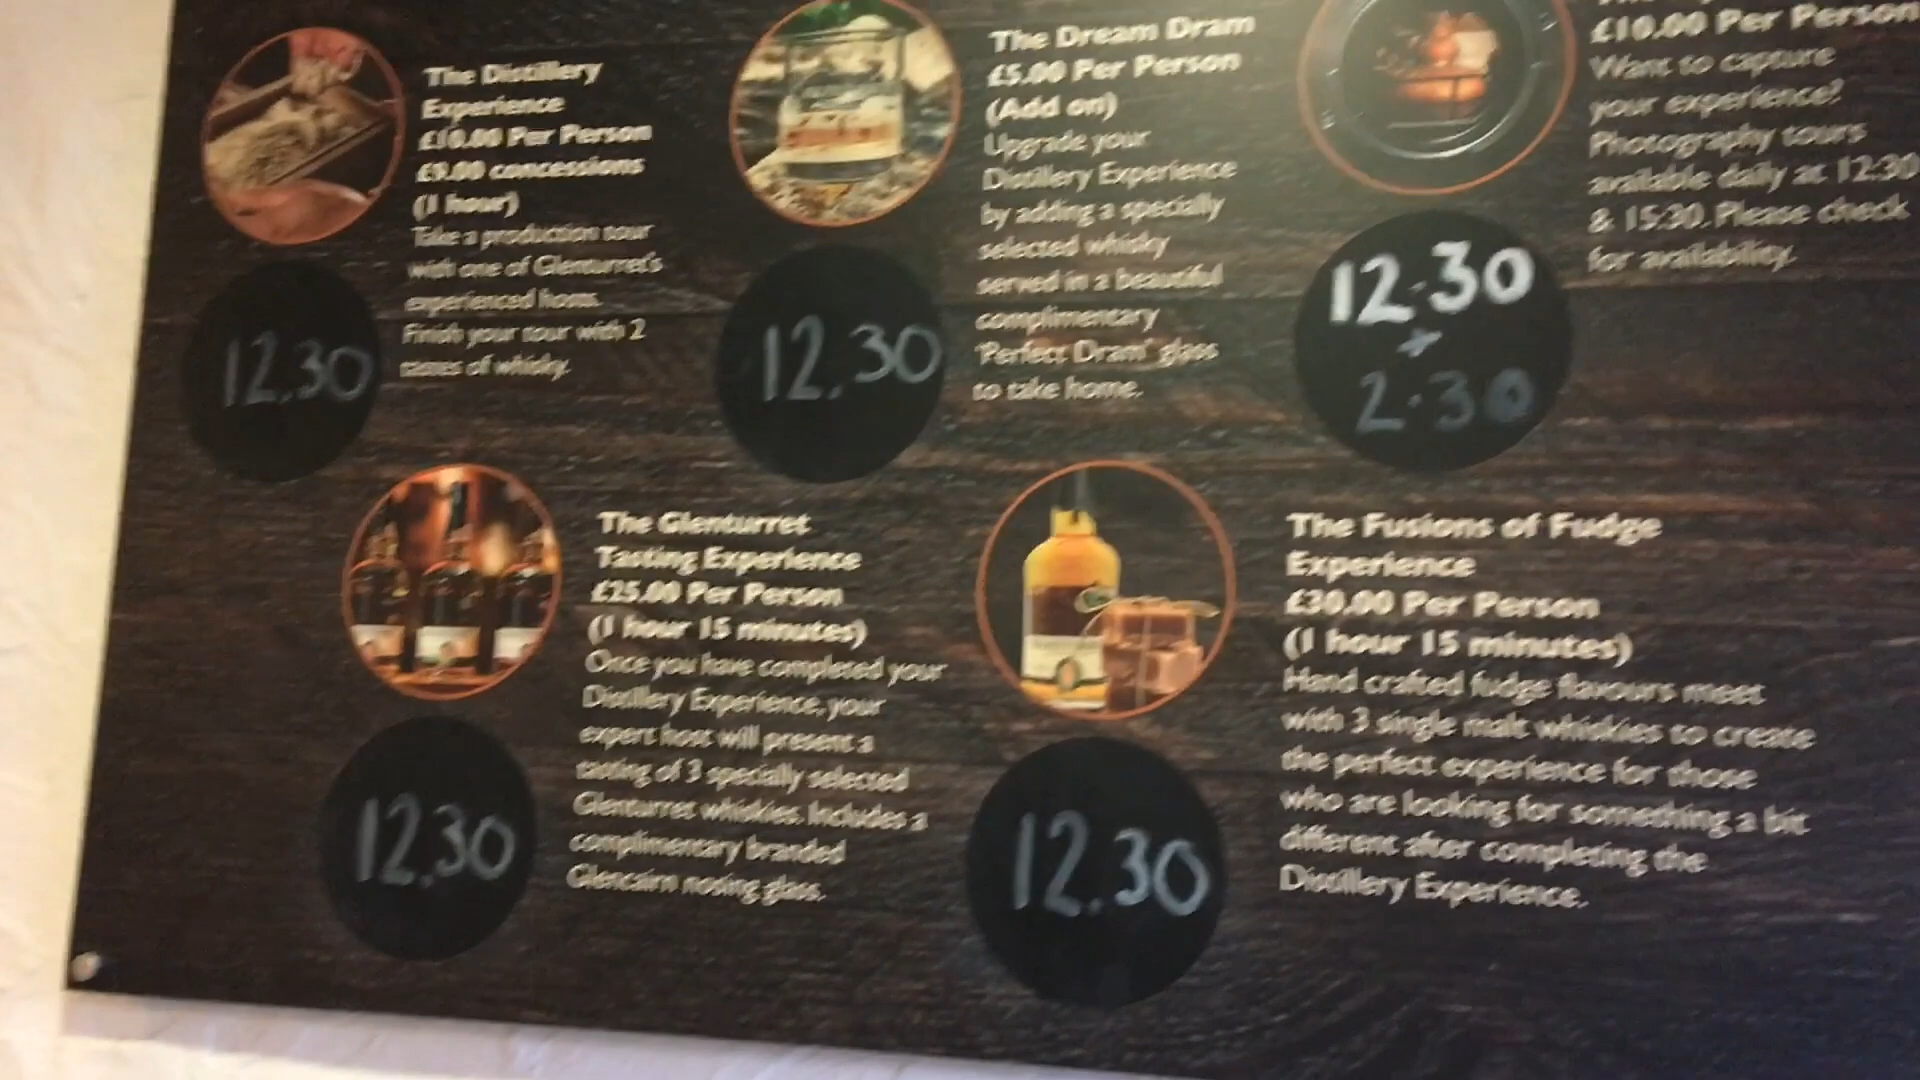 The Distillery
Experience
£10.00 Per Person
£9.00 concessions
(1 hour)
Take a production tour
with one of Glenturret's
experienced hosts.
Finish your tour with 2
tastes of whisky.
12.30
The Dream Dram
£5.00 Per Person
(Add on)
Upgrade your
Distillery Experience
by adding a specially
selected whisky
served in a beautiful
complimentary
'Perfect Dram' glass
to take home.
12.30
£10.00 Per Person
Want to capture
your experience?
Photography tours
available daily at 12:30
& 15:30. Please check
for availability.
12.30
+
2.30
The Glenturret
Tasting Experience
£25.00 Per Person
(1 hour 15 minutes)
Once you have completed your
Distillery Experience, your
expert host will present a
tasting of 3 specially selected
Glenturret whiskies. Includes a
complimentary branded
Glencairn nosing glass.
12.30
The Fusions of Fudge
Experience
£30.00 Per Person
(1 hour 15 minutes)
Hand crafted fudge flavours meet
with 3 single malt whiskies to create
the perfect experience for those
who are looking for something a bit
different after completing the
Distillery Experience.
12.30